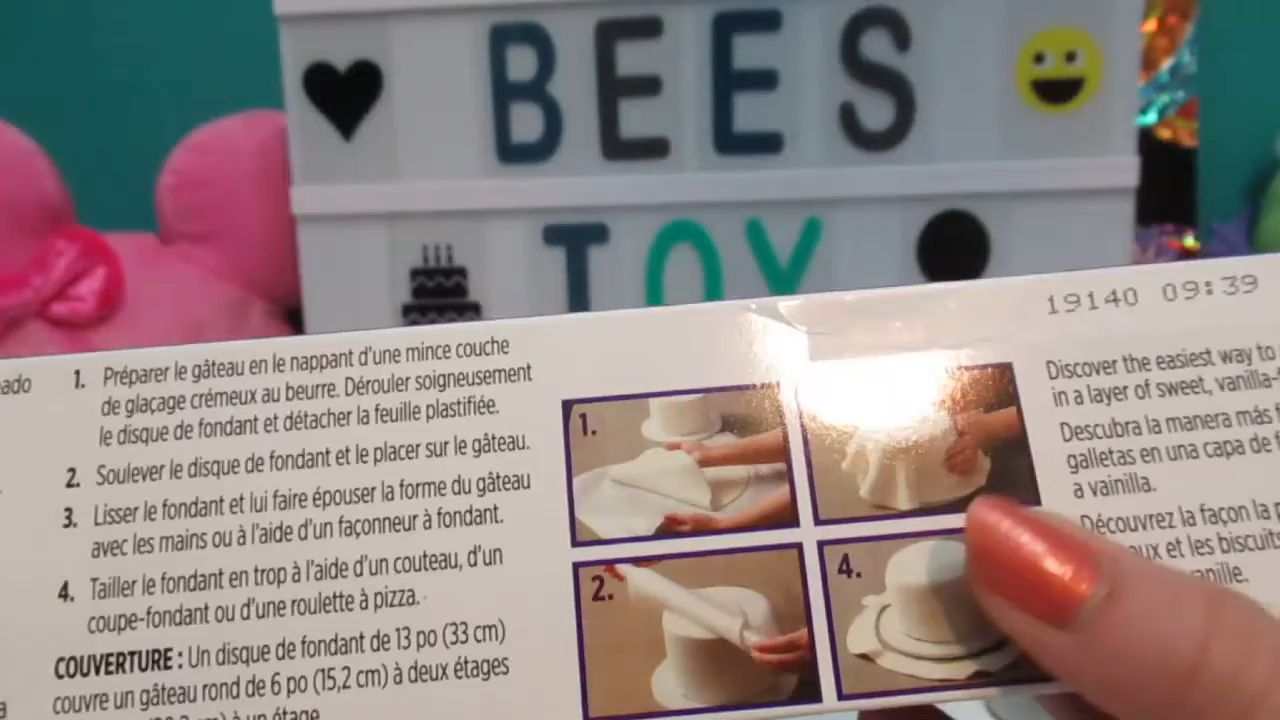 BEES
TOY
19140 09:39
ado
1. Préparer le gâteau en le nappant d'une mince couche
de glaçage crémeux au beurre. Dérouler soigneusement
le disque de fondant et détacher la feuille plastifiée.
2. Soulever le disque de fondant et le placer sur le gâteau.
3. Lisser le fondant et lui faire épouser la forme du gâteau
avec les mains ou à l'aide d'un façonneur à fondant.
4. Tailler le fondant en trop à l'aide d'un couteau, d'un
coupe-fondant ou d'une roulette à pizza.
COUVERTURE : Un disque de fondant de 13 po (33 cm)
couvre un gâteau rond de 6 po (15,2 cm) à deux étages
à un étage
1.
2.
4.
Discover the easiest way to
in a layer of sweet, vanilla-
Descubra la manera más
galletas en una capa de
a vainilla.
Découvrez la façon la
et les biscuits